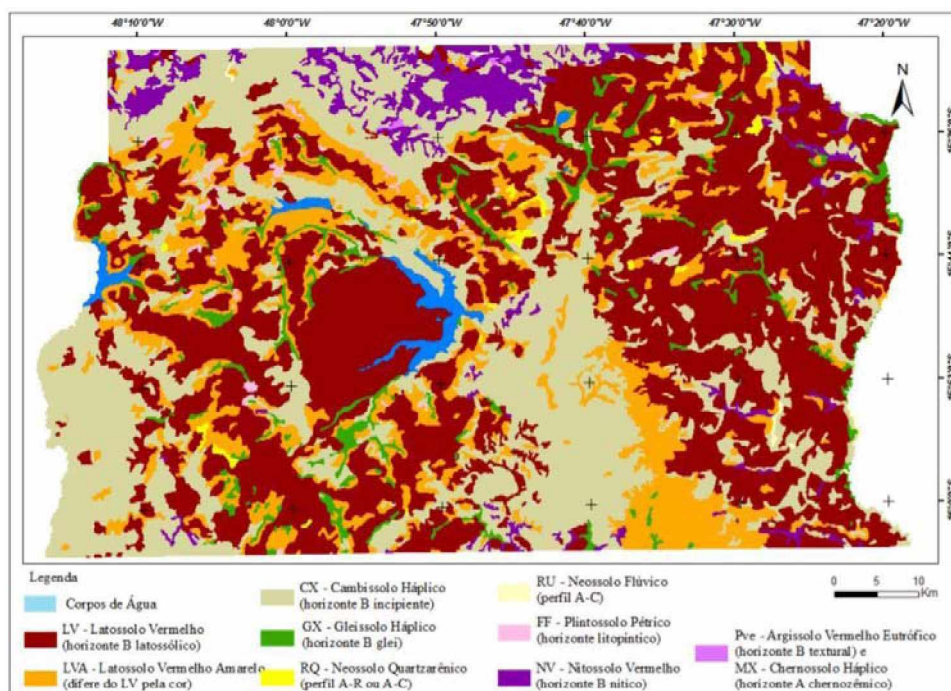 48°10'0"W 48°0'0"W 47°50'0"W 47°40'0"W 47°30'0"W 47°20'0"W
N
Legenda
Corpos de Água
LV - Latossolo Vermelho
(horizonte B latossólico)
LVA - Latossolo Vermelho Amarelo
(difere do LV pela cor)
CX - Cambissolo Háplico
(horizonte B incipiente)
GX - Gleissolo Háplico
(horizonte B glei)
RQ - Neossolo Quartzarênico
(perfil A-R ou A-C)
RU - Neossolo Flúvico
(perfil A-C)
FF - Plintossolo Pétrico
(horizonte litopintico)
NV - Nitossolo Vermelho
(horizonte B nitico)
0 5 10
Km
Pve - Argissolo Vermelho Eutrófico
(horizonte B textural) e
MX - Chernossolo Háplico
(horizonte A chernozêmico)